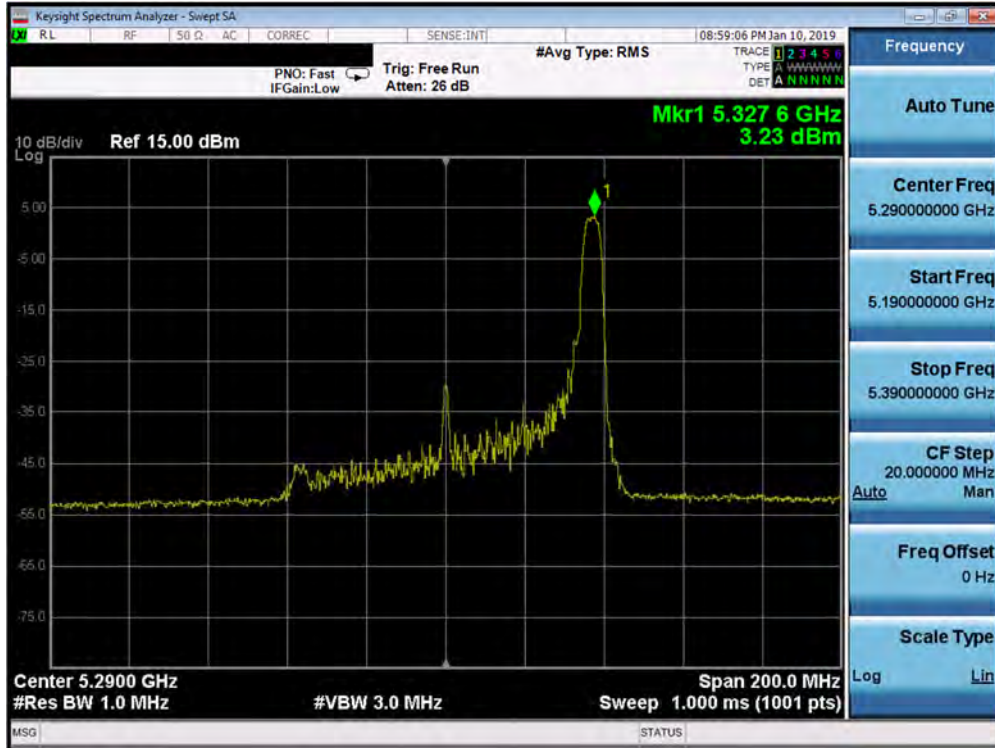 Keysight Spectrum Analyzer - Swept SA
LXI RL RF 50 Ω AC CORREC SENSE:INT 08:59:06 PM Jan 10, 2019
#Avg Type: RMS
TRACE 1 2 3 4 5 6
PNO: Fast Trig: Free Run TYPE A WWWWW
IFGain:Low Atten: 26 dB DET A N N N N N
Mkr1 5.327 6 GHz
3.23 dBm
10 dB/div Ref 15.00 dBm
Log
1
5.00
-5.00
-15.0
-25.0
-35.0
-45.0
-55.0
-65.0
-75.0
Center 5.2900 GHz Span 200.0 MHz
#Res BW 1.0 MHz #VBW 3.0 MHz Sweep 1.000 ms (1001 pts)
MSG STATUS
Frequency
Auto Tune
Center Freq
5.290000000 GHz
Start Freq
5.190000000 GHz
Stop Freq
5.390000000 GHz
CF Step
20.000000 MHz
Auto Man
Freq Offset
0 Hz
Scale Type
Log Lin